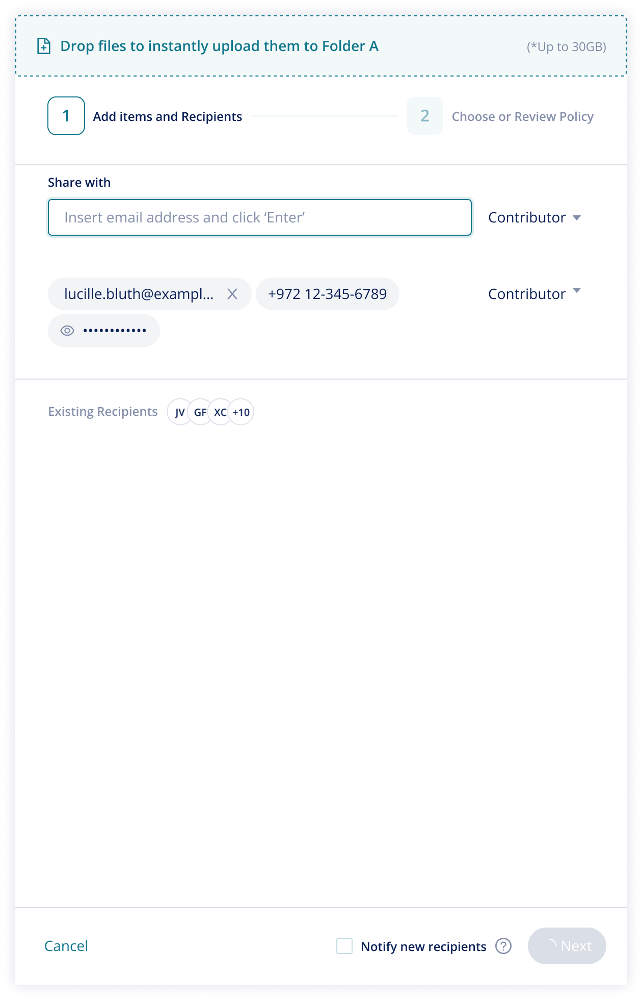 Drop files to instantly upload them to Folder A
(*Up to 30GB)
1 Add items and Recipients
2 Choose or Review Policy
Share with
Insert email address and click ‘Enter’
Contributor
lucille.bluth@exampl...
+972 12-345-6789
Contributor
••••••••••••
Existing Recipients
JV GF XC +10
Cancel
Notify new recipients
?
Next